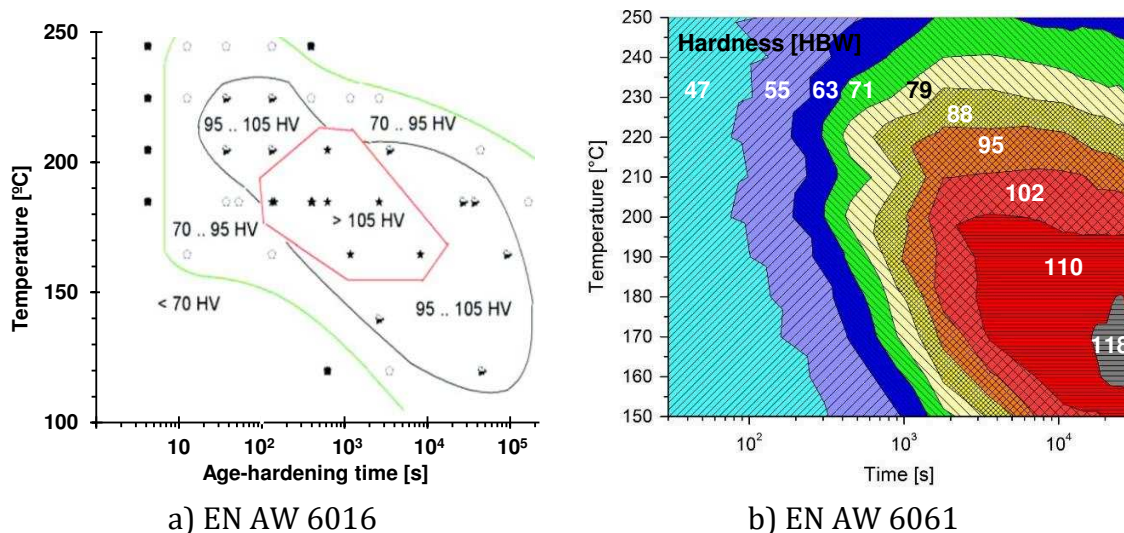 250
200
150
100
Temperature [ºC]
95 .. 105 HV
70 .. 95 HV
> 105 HV
70 .. 95 HV
< 70 HV
95 .. 105 HV
10 10² 10³ 10⁴ 10⁵
Age-hardening time [s]
a) EN AW 6016
250
240
230
220
210
200
190
180
170
160
150
Temperature [°C]
Hardness [HBW]
47 55 63 71 79
88
95
102
110
118
10² 10³ 10⁴
Time [s]
b) EN AW 6061